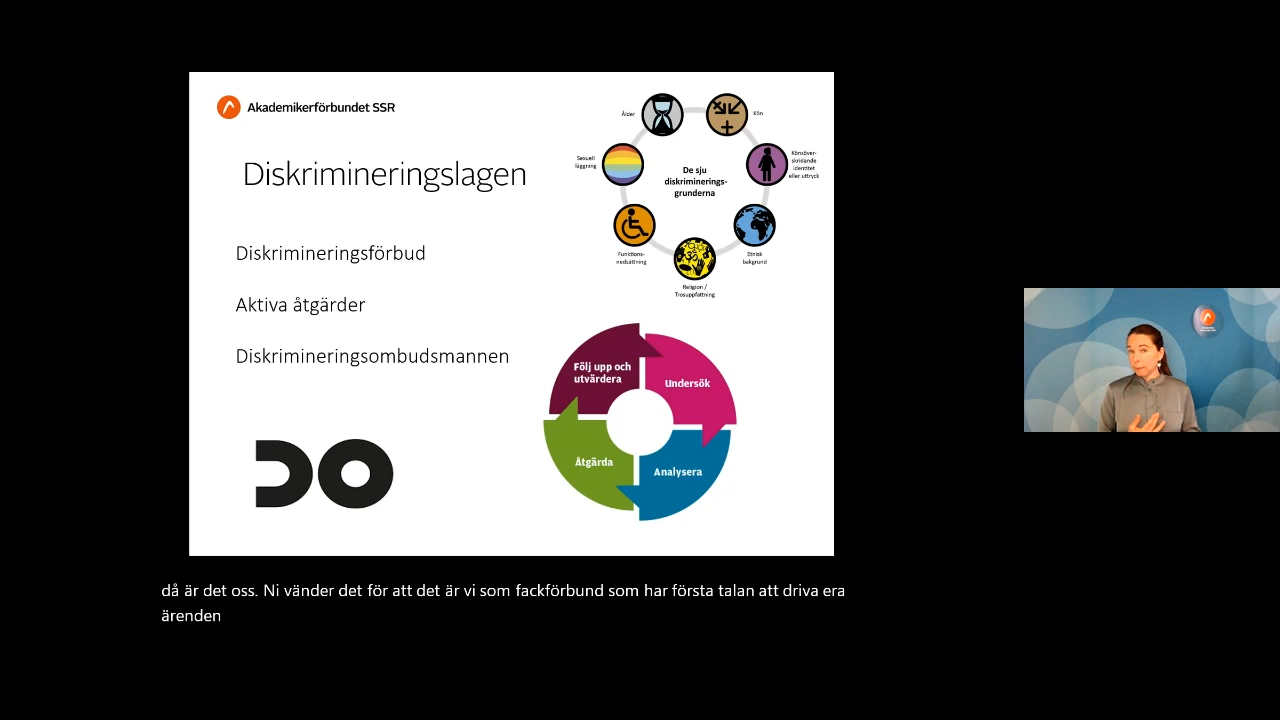 Akademikerförbundet SSR
Diskrimineringslagen
Diskrimineringsförbud
Aktiva åtgärder
Diskrimineringsombudsmannen
DO
Ålder
Kön
Sexuell
läggning
Könsöver-
skridande
identitet
eller uttryck
De sju
diskriminerings-
grunderna
Funktions-
nedsättning
Etnisk
bakgrund
Religion /
Trosuppfattning
Följ upp och
utvärdera
Undersök
Åtgärda
Analysera
då är det oss. Ni vänder det för att det är vi som fackförbund som har första talan att driva era
ärenden